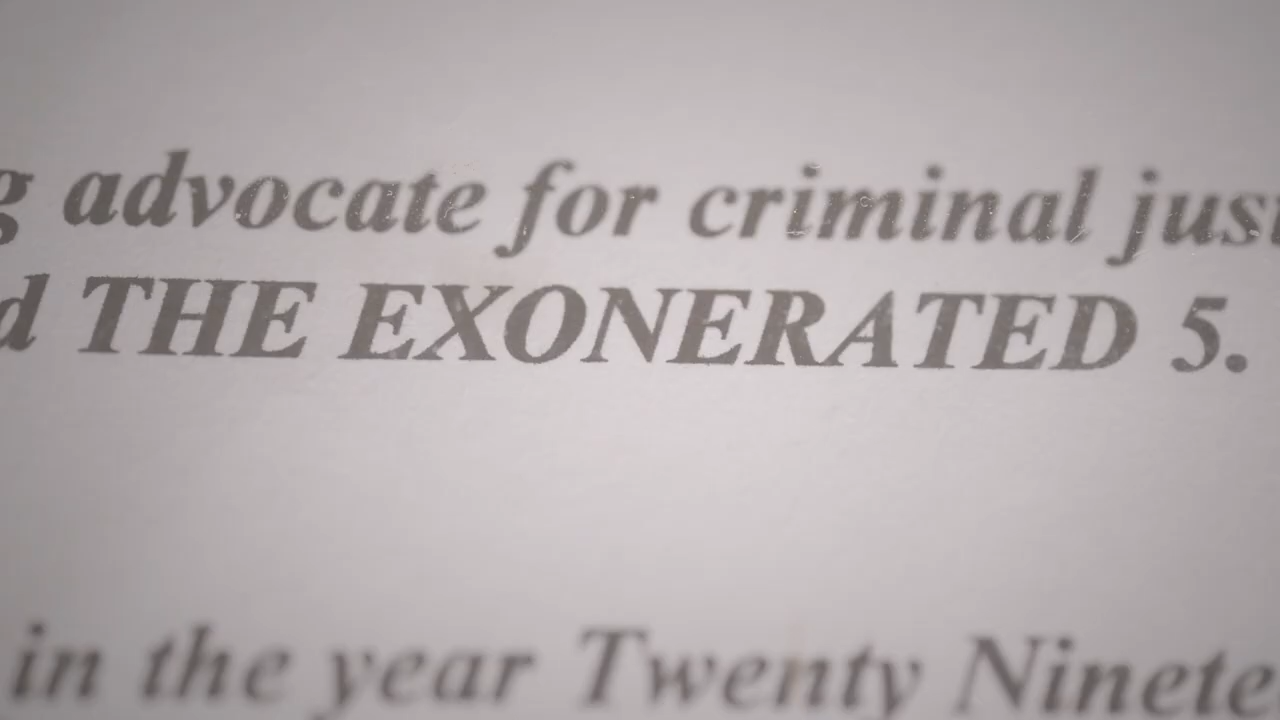 advocate for criminal
THE EXONERATED 5.
in the year Twenty